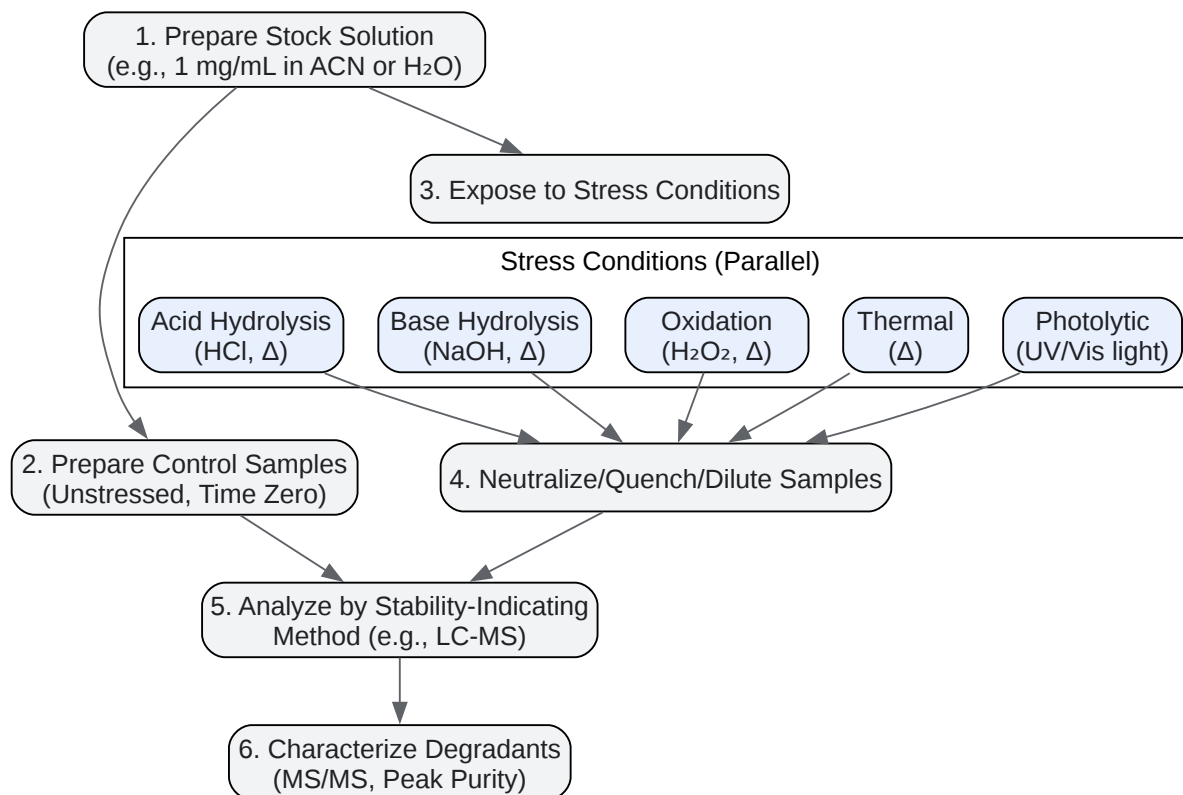 1. Prepare Stock Solution
(e.g., 1 mg/mL in ACN or H₂O)
3. Expose to Stress Conditions
Stress Conditions (Parallel)
Acid Hydrolysis
(HCl, Δ)
Base Hydrolysis
(NaOH, Δ)
Oxidation
(H₂O₂, Δ)
Thermal
(Δ)
Photolytic
(UV/Vis light)
2. Prepare Control Samples
(Unstressed, Time Zero)
4. Neutralize/Quench/Dilute Samples
5. Analyze by Stability-Indicating
Method (e.g., LC-MS)
6. Characterize Degradants
(MS/MS, Peak Purity)